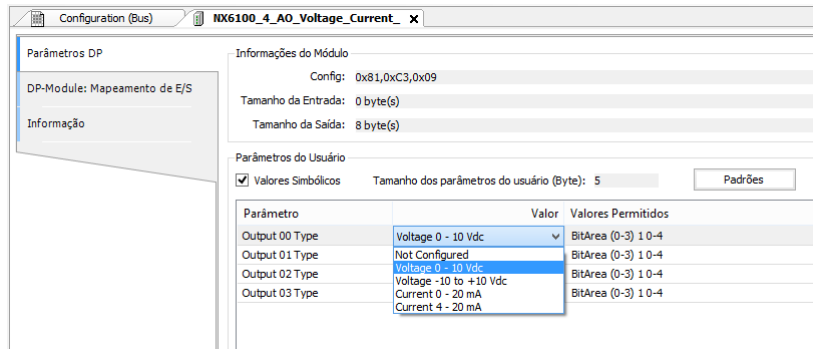 Configuration (Bus) NX6100_4_AO_Voltage_Current_ x
Parâmetros DP
DP-Module: Mapeamento de E/S
Informação
Informações do Módulo
Config: 0x81,0xC3,0x09
Tamanho da Entrada: 0 byte(s)
Tamanho da Saída: 8 byte(s)
Parâmetros do Usuário
Valores Simbólicos Tamanho dos parâmetros do usuário (Byte): 5 Padrões
Parâmetro Valor Valores Permitidos
Output 00 Type Voltage 0 - 10 Vdc BitArea (0-3) 1 0-4
Output 01 Type BitArea (0-3) 1 0-4
Output 02 Type BitArea (0-3) 1 0-4
Output 03 Type BitArea (0-3) 1 0-4
Not Configured
Voltage 0 - 10 Vdc
Voltage -10 to +10 Vdc
Current 0 - 20 mA
Current 4 - 20 mA